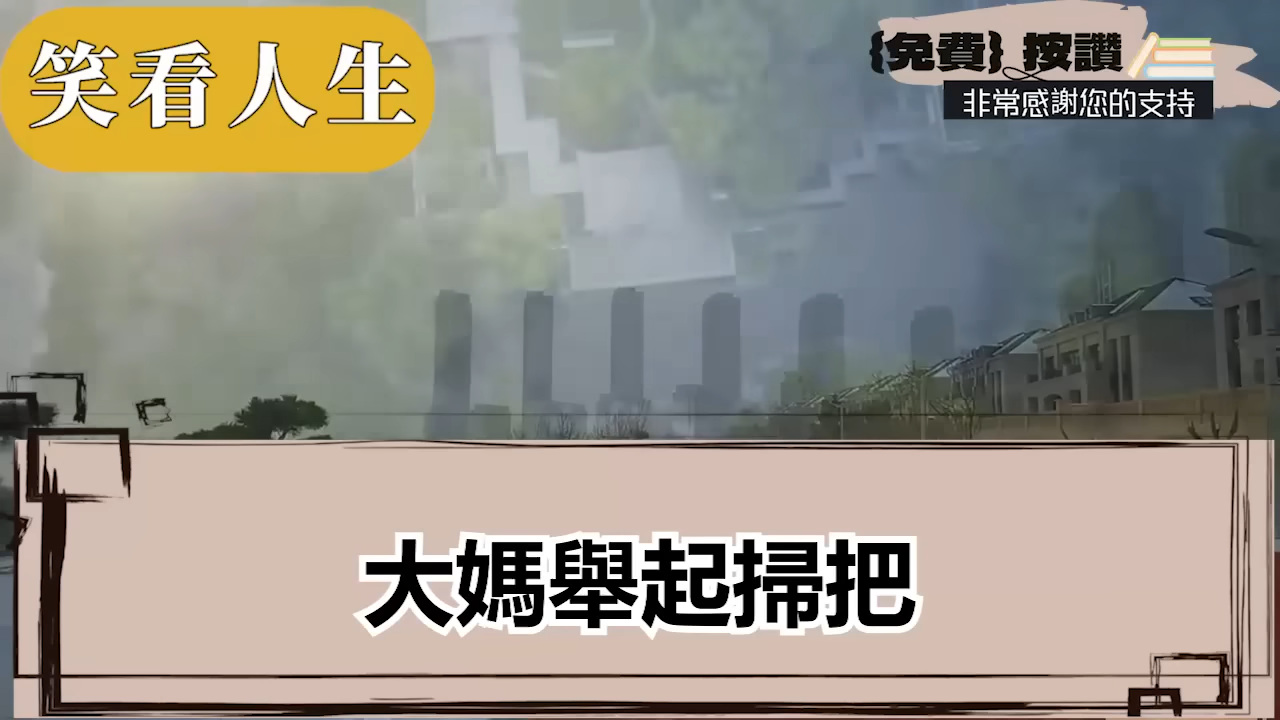 笑看人生
{免費} 按讚
非常感謝您的支持
大媽舉起掃把